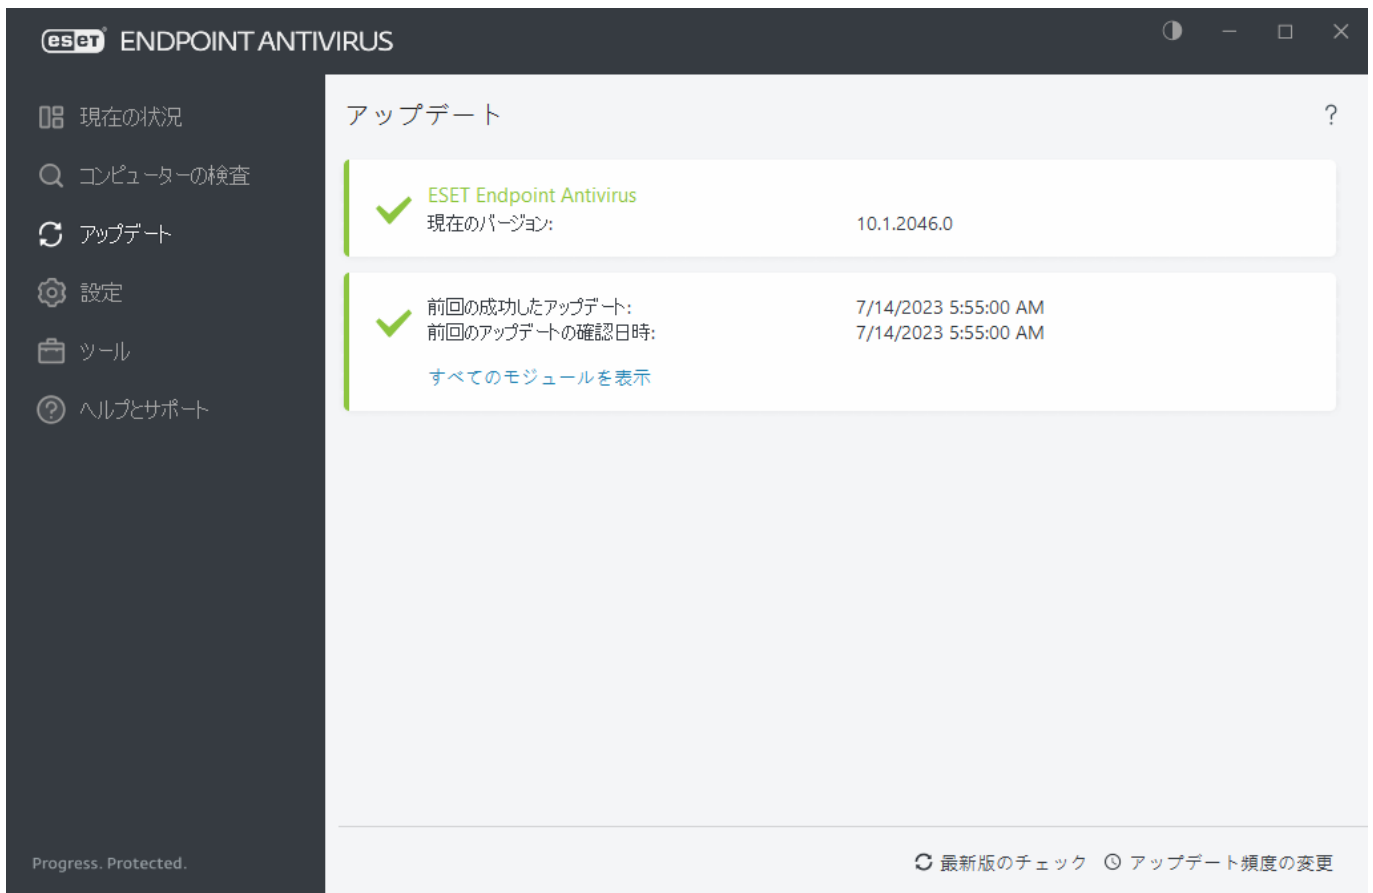 eset ENDPOINT ANTIVIRUS
現在の状況
コンピューターの検査
アップデート
設定
ツール
ヘルプとサポート
Progress. Protected.
アップデート ?
ESET Endpoint Antivirus
現在のバージョン: 10.1.2046.0
前回の成功したアップデート: 7/14/2023 5:55:00 AM
前回のアップデートの確認日時: 7/14/2023 5:55:00 AM
すべてのモジュールを表示
最新版のチェック アップデート頻度の変更